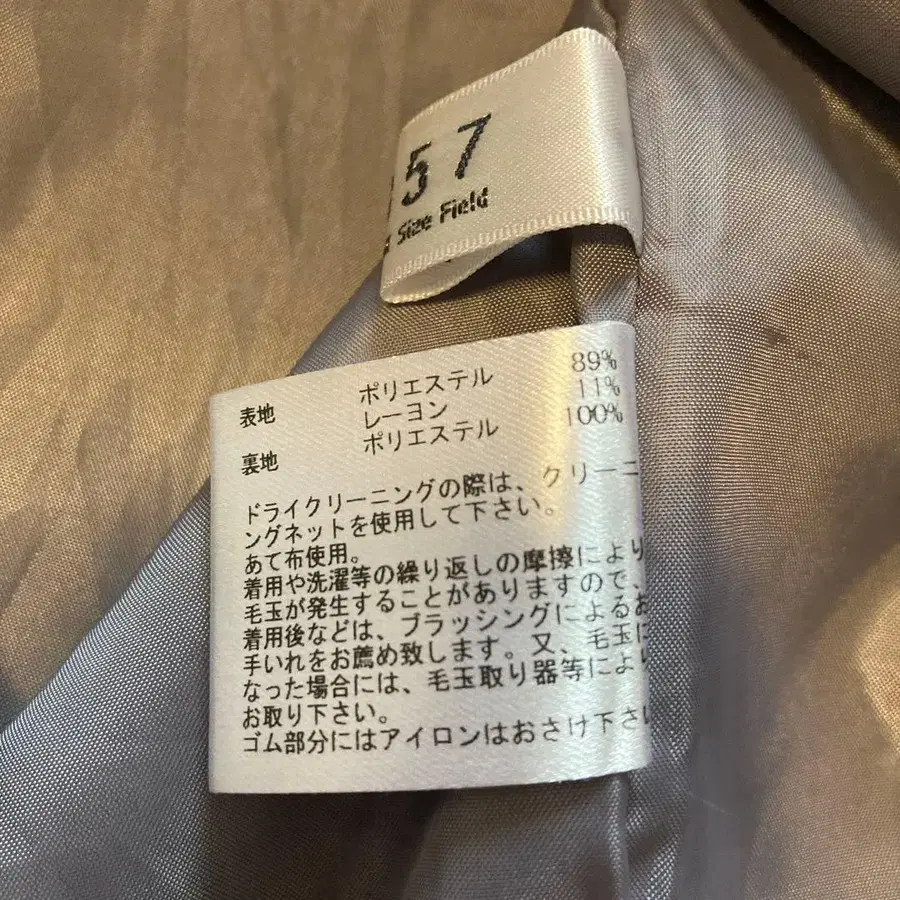 57
Size Field
表地 ポリエステル 89%
レーヨン 11%
裏地 ポリエステル 100%
ドライクリーニングの際は、クリーニ
ングネットを使用して下さい。
あて布使用。
着用や洗濯等の繰り返しの摩擦により
毛玉が発生することがありますので、
着用後などは、ブラッシングによるお
手いれをお薦め致します。又、毛玉に
なった場合には、毛玉取り器等により
お取り下さい。
ゴム部分にはアイロンはおさけ下さい